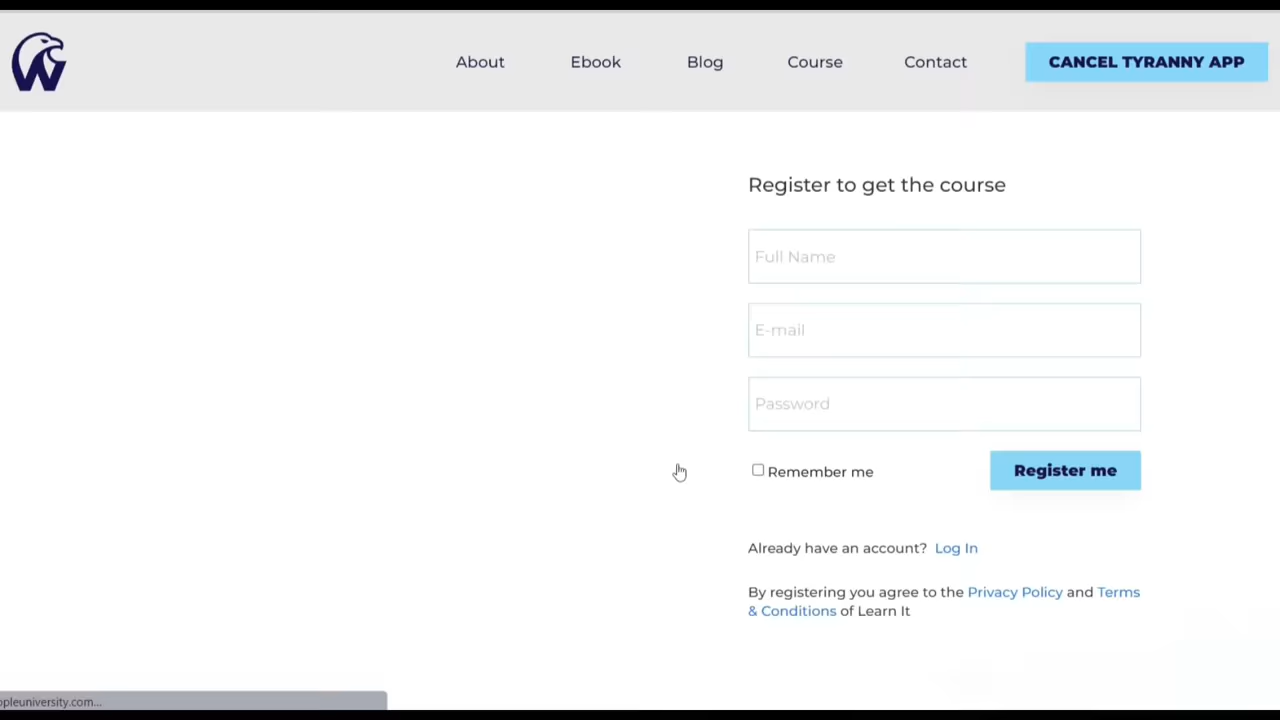 About
Ebook
Blog
Course
Contact
CANCEL TYRANNY APP
Register to get the course
Full Name
E-mail
Password
Remember me
Register me
Already have an account? Log In
By registering you agree to the Privacy Policy and Terms
& Conditions of Learn It
opleuniversity.com...